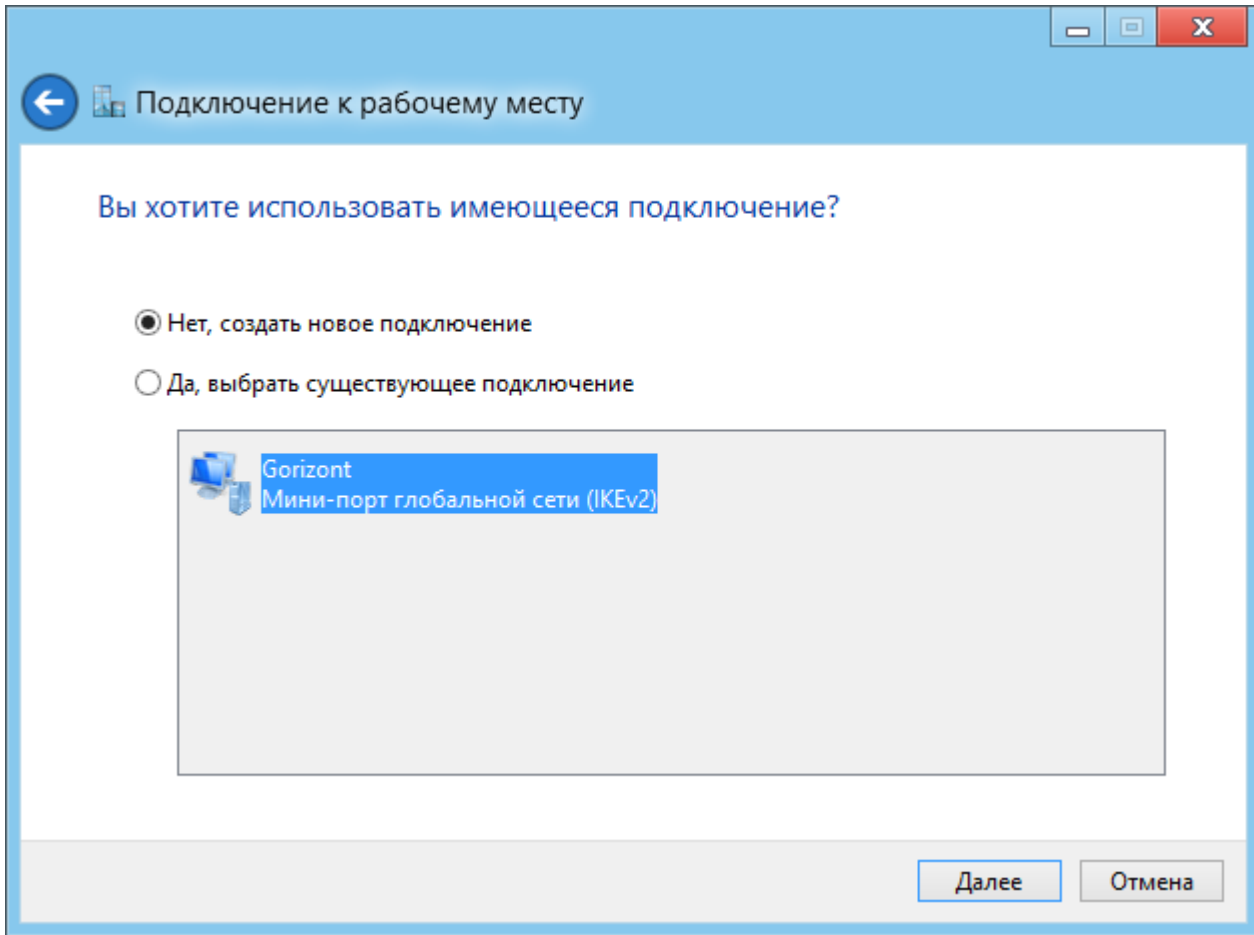 Подключение к рабочему месту
Вы хотите использовать имеющееся подключение?
Нет, создать новое подключение
Да, выбрать существующее подключение
Gorizont
Мини-порт глобальной сети (IKEv2)
Далее
Отмена